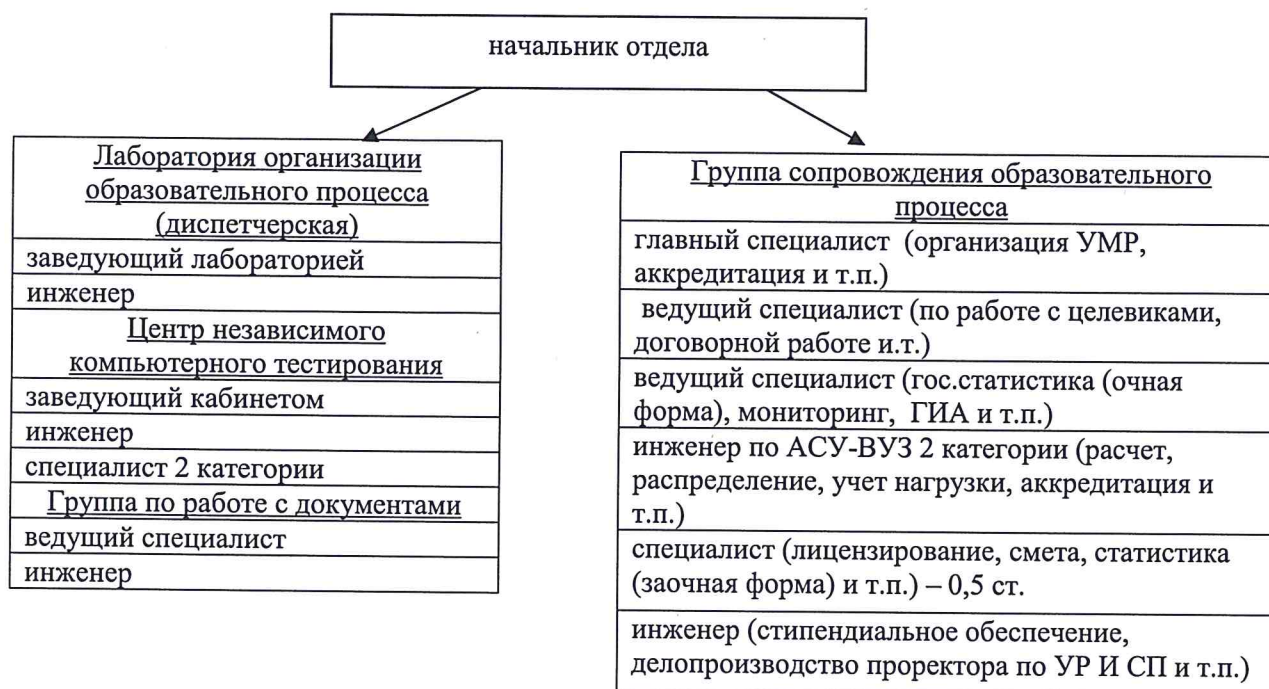 начальник отдела
Лаборатория организации
образовательного процесса
(диспетчерская)
заведующий лабораторией
инженер
Центр независимого
компьютерного тестирования
заведующий кабинетом
инженер
специалист 2 категории
Группа по работе с документами
ведущий специалист
инженер
Группа сопровождения образовательного
процесса
главный специалист (организация УМР,
аккредитация и т.п.)
ведущий специалист (по работе с целевиками,
договорной работе и.т.)
ведущий специалист (гос.статистика (очная
форма), мониторинг, ГИА и т.п.)
инженер по АСУ-ВУЗ 2 категории (расчет,
распределение, учет нагрузки, аккредитация и
т.п.)
специалист (лицензирование, смета, статистика
(заочная форма) и т.п.) – 0,5 ст.
инженер (стипендиальное обеспечение,
делопроизводство проректора по УР И СП и т.п.)